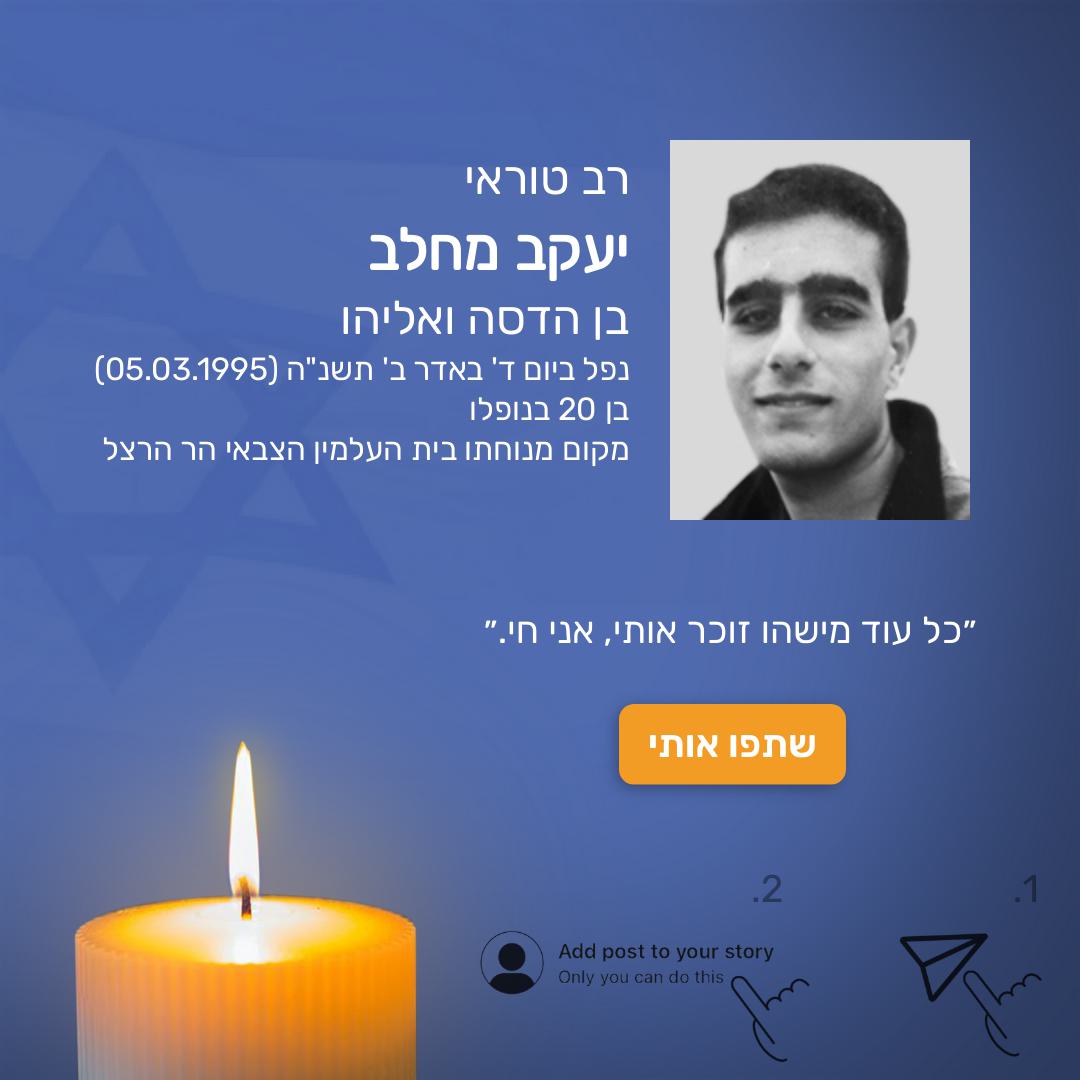 רב טוראי
יעקב מחלב
בן הדסה ואליהו
נפל ביום ד' באדר ב' תשנ"ה (05.03.1995)
בן 20 בנופלו
מקום מנוחתו בית העלמין הצבאי הר הרצל
״כל עוד מישהו זוכר אותי, אני חי.״
שתפו אותי
.1
.2
Add post to your story
Only you can do this